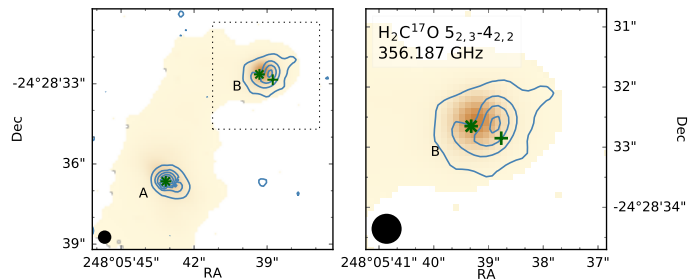 H₂C¹⁷O 5₂,₃-4₂,₂
356.187 GHz
B
A
-24°28'33"
36"
39"
Dec
248°05'45"
42"
39"
RA
B
31"
32"
33"
-24°28'34"
Dec
248°05'41"
40"
39"
38"
37"
RA